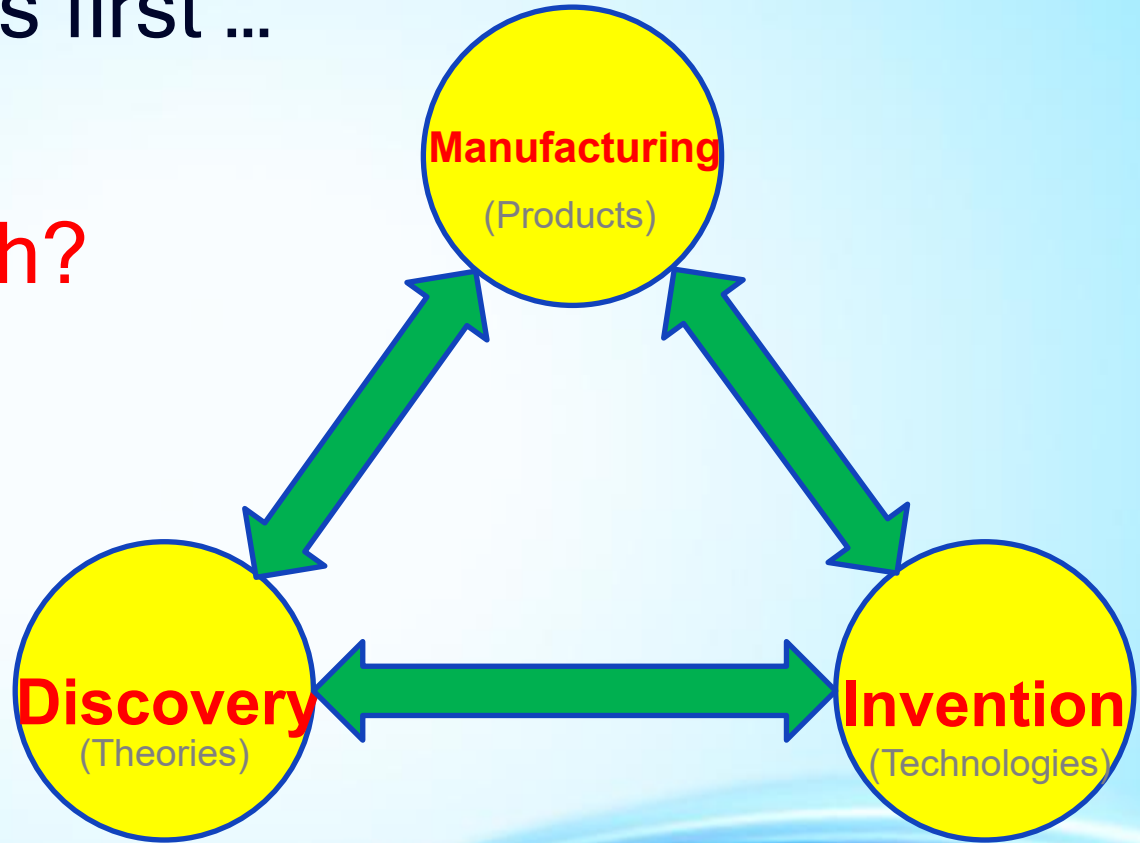 s first ...
Manufacturing
(Products)
h?
Discovery
(Theories)
Invention
(Technologies)